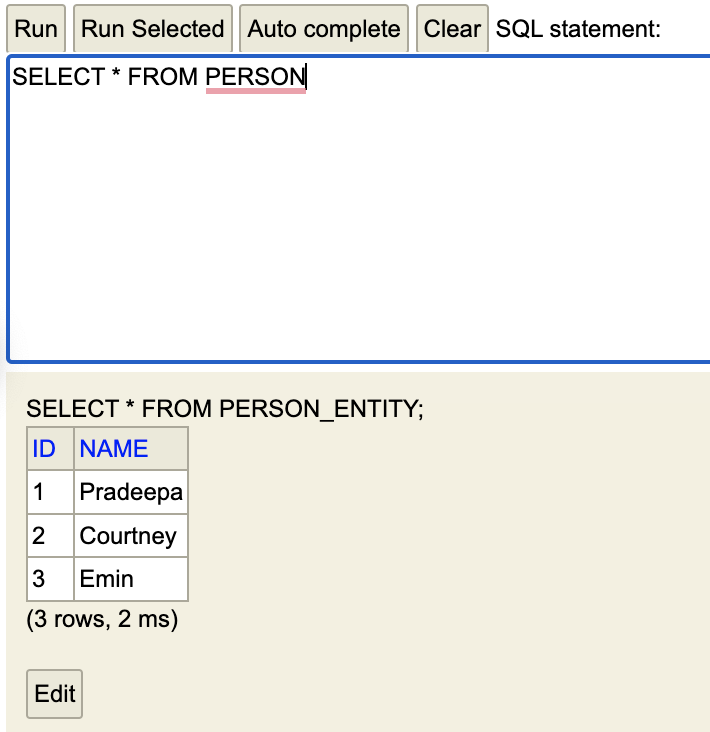 Run Run Selected Auto complete Clear SQL statement:
SELECT * FROM PERSON
SELECT * FROM PERSON_ENTITY;
ID NAME
1 Pradeepa
2 Courtney
3 Emin
(3 rows, 2 ms)
Edit